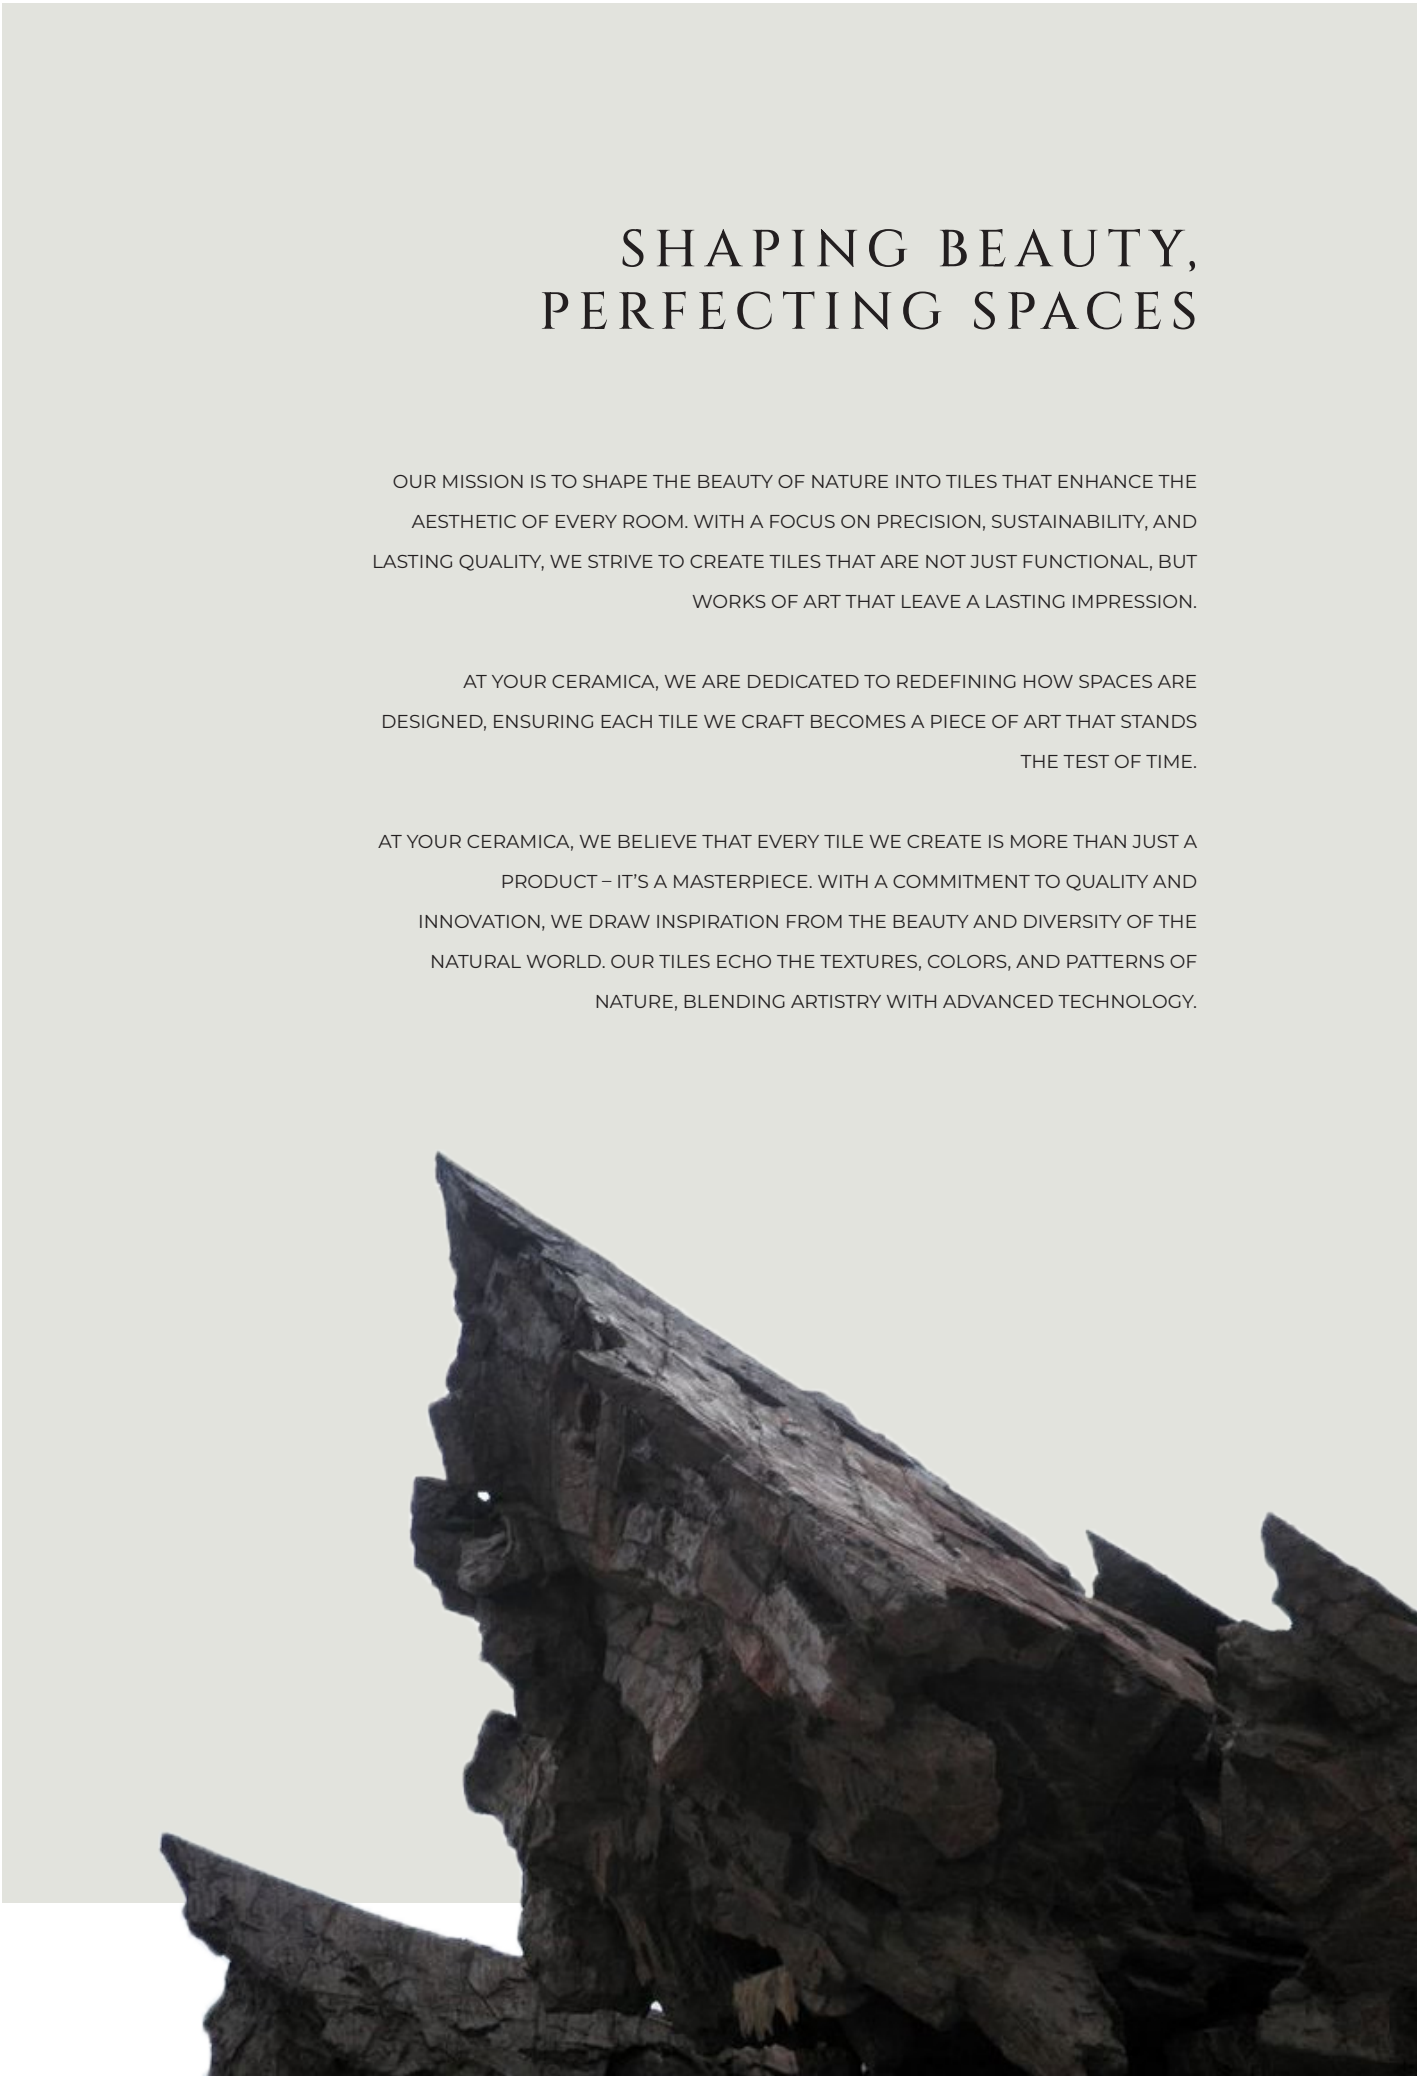 SHAPING BEAUTY,
PERFECTING SPACES
OUR MISSION IS TO SHAPE THE BEAUTY OF NATURE INTO TILES THAT ENHANCE THE
AESTHETIC OF EVERY ROOM. WITH A FOCUS ON PRECISION, SUSTAINABILITY, AND
LASTING QUALITY, WE STRIVE TO CREATE TILES THAT ARE NOT JUST FUNCTIONAL, BUT
WORKS OF ART THAT LEAVE A LASTING IMPRESSION.
AT YOUR CERAMICA, WE ARE DEDICATED TO REDEFINING HOW SPACES ARE
DESIGNED, ENSURING EACH TILE WE CRAFT BECOMES A PIECE OF ART THAT STANDS
THE TEST OF TIME.
AT YOUR CERAMICA, WE BELIEVE THAT EVERY TILE WE CREATE IS MORE THAN JUST A
PRODUCT – IT’S A MASTERPIECE. WITH A COMMITMENT TO QUALITY AND
INNOVATION, WE DRAW INSPIRATION FROM THE BEAUTY AND DIVERSITY OF THE
NATURAL WORLD. OUR TILES ECHO THE TEXTURES, COLORS, AND PATTERNS OF
NATURE, BLENDING ARTISTRY WITH ADVANCED TECHNOLOGY.